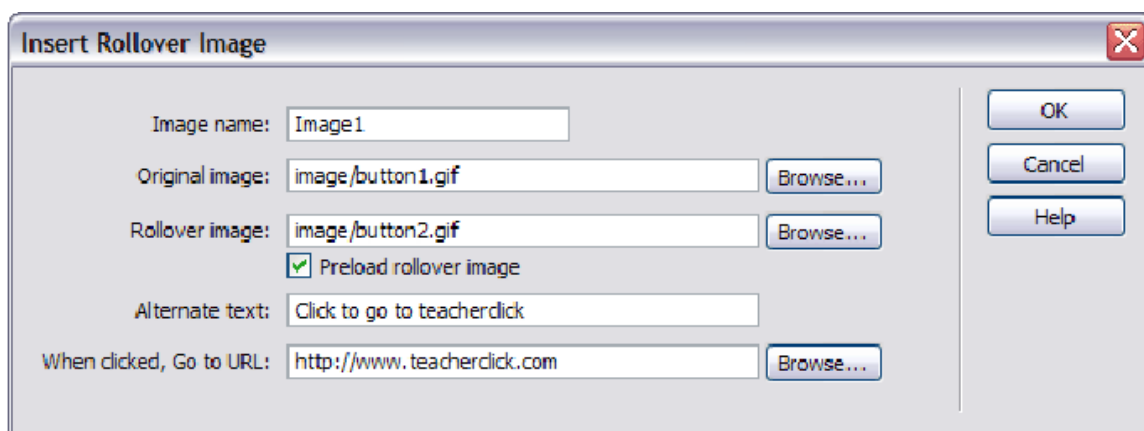 Insert Rollover Image
Image name: Image1
OK
Original image: image/button1.gif Browse...
Cancel
Rollover image: image/button2.gif Browse...
Help
Preload rollover image
Alternate text: Click to go to teacherclick
When clicked, Go to URL: http://www.teacherclick.com Browse...